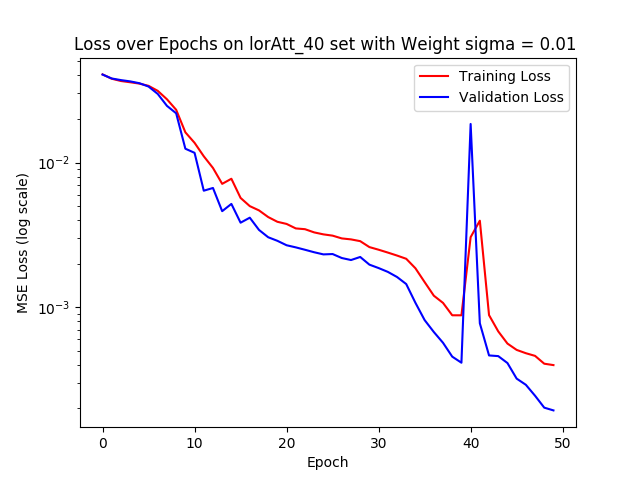 Loss over Epochs on lorAtt_40 set with Weight sigma = 0.01
Training Loss
Validation Loss
MSE Loss (log scale)
10⁻²
10⁻³
0 10 20 30 40 50
Epoch